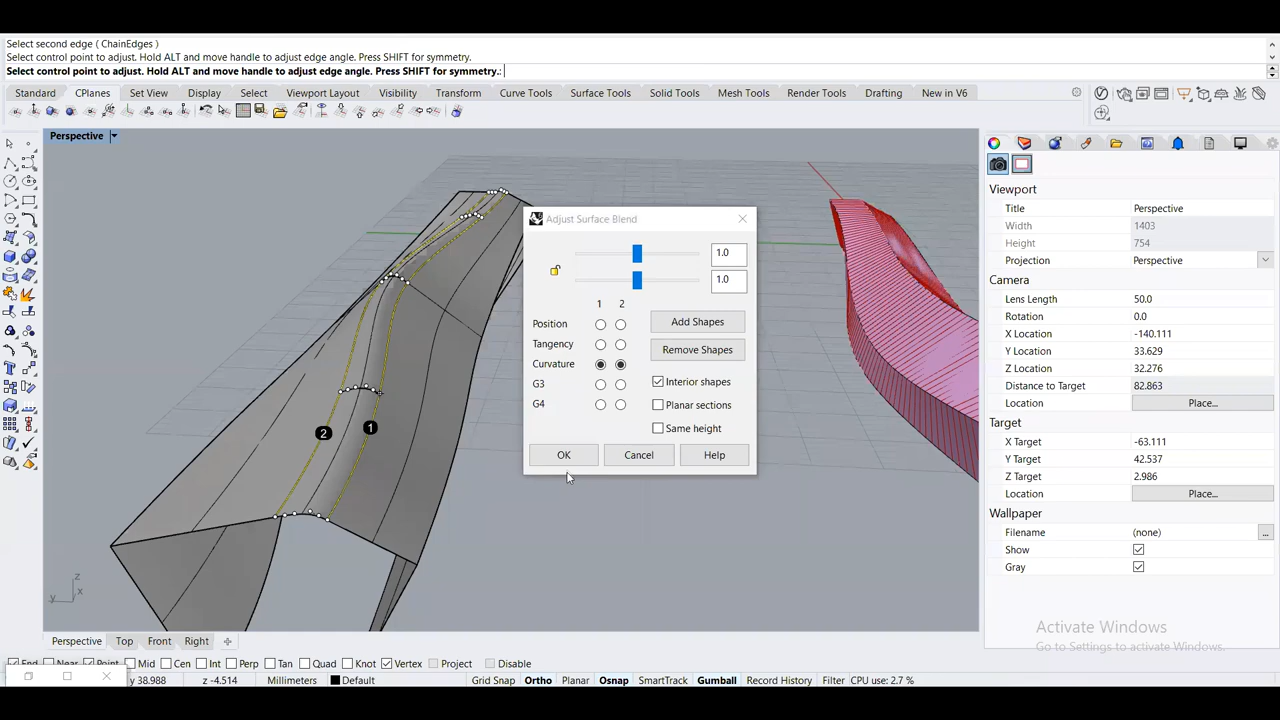 Select second edge ( ChainEdges )
Select control point to adjust. Hold ALT and move handle to adjust edge angle. Press SHIFT for symmetry.
Select control point to adjust. Hold ALT and move handle to adjust edge angle. Press SHIFT for symmetry.:
Standard CPlanes Set View Display Select Viewport Layout Visibility Transform Curve Tools Surface Tools Solid Tools Mesh Tools Render Tools Drafting New in V6
Perspective
Adjust Surface Blend
1.0
1.0
1 2
Position
Tangency
Curvature
G3
G4
Add Shapes
Remove Shapes
Interior shapes
Planar sections
Same height
OK Cancel Help
2 1
z
y x
Viewport
Title Perspective
Width 1403
Height 754
Projection Perspective
Camera
Lens Length 50.0
Rotation 0.0
X Location -140.111
Y Location 33.629
Z Location 32.276
Distance to Target 82.863
Location Place...
Target
X Target -63.111
Y Target 42.537
Z Target 2.986
Location Place...
Wallpaper
Filename (none) ...
Show
Gray
Activate Windows
Go to Settings to activate Windows.
Perspective Top Front Right
End Near Point Mid Cen Int Perp Tan Quad Knot Vertex Project Disable
y 38.988 z -4.514 Millimeters Default Grid Snap Ortho Planar Osnap SmartTrack Gumball Record History Filter CPU use: 2.7 %